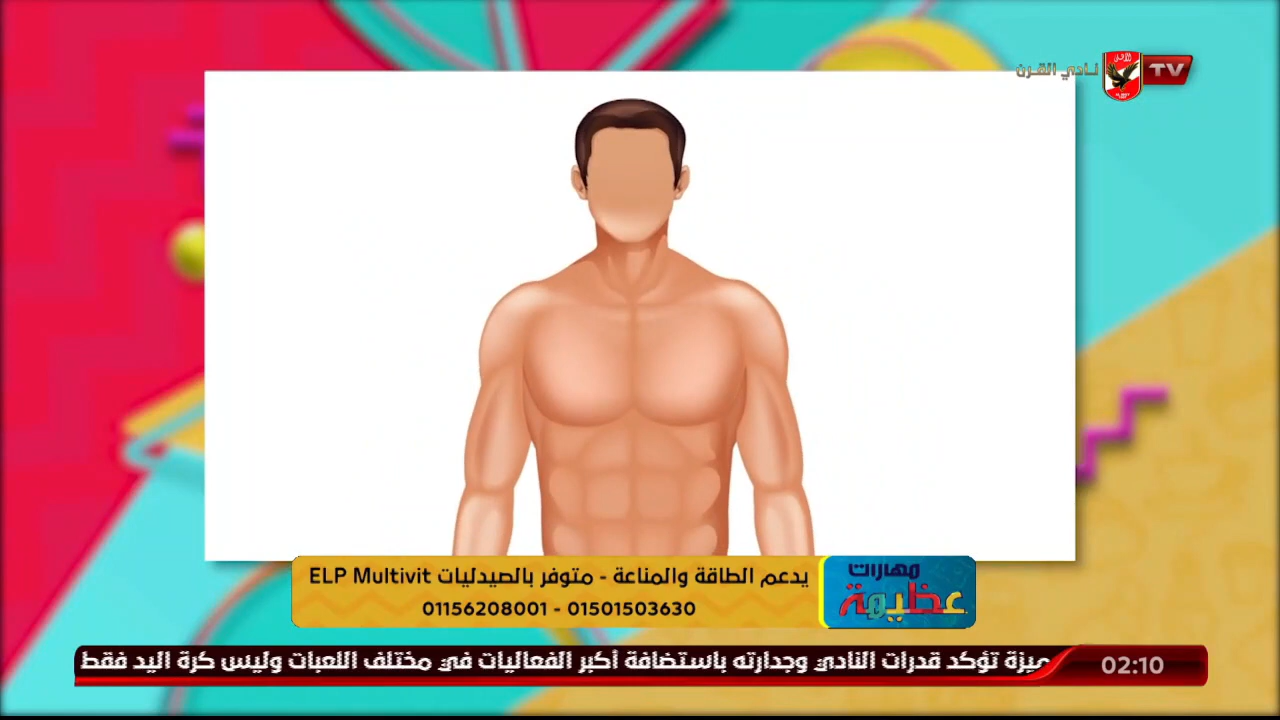 نادي القرن
TV
يدعم الطاقة والمناعة - متوفر بالصيدليات ELP Multivit
01156208001 - 01501503630
مهارات
عظيمة
ميزة تؤكد قدرات النادي وجدارته باستضافة أكبر الفعاليات في مختلف اللعبات وليس كرة اليد فقط
02:10